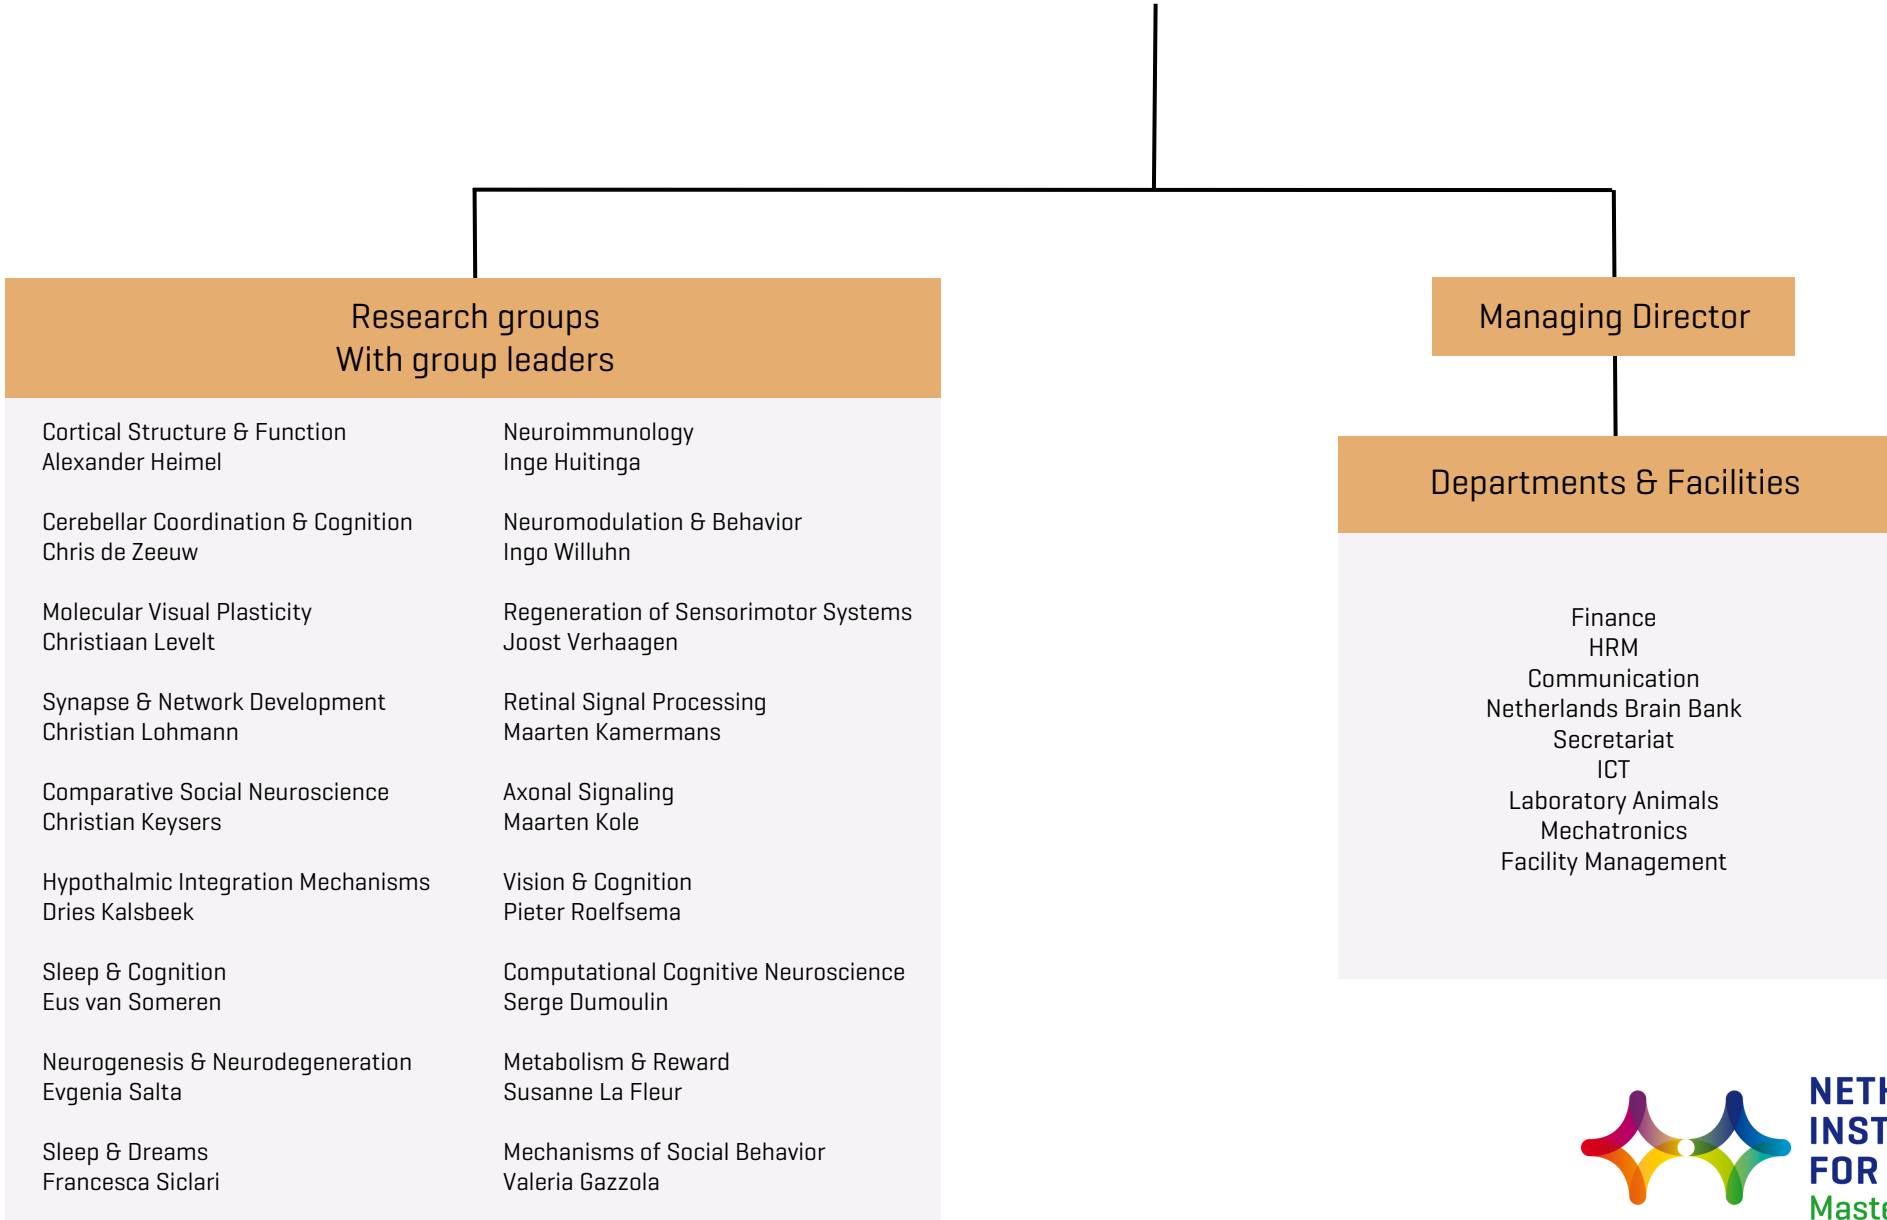 Research groups
With group leaders
Cortical Structure & Function
Alexander Heimel
Cerebellar Coordination & Cognition
Chris de Zeeuw
Molecular Visual Plasticity
Christiaan Levelt
Synapse & Network Development
Christian Lohmann
Comparative Social Neuroscience
Christian Keysers
Hypothalmic Integration Mechanisms
Dries Kalsbeek
Sleep & Cognition
Eus van Someren
Neurogenesis & Neurodegeneration
Evgenia Salta
Sleep & Dreams
Francesca Siclari
Neuroimmunology
Inge Huitinga
Neuromodulation & Behavior
Ingo Willuhn
Regeneration of Sensorimotor Systems
Joost Verhaagen
Retinal Signal Processing
Maarten Kamermans
Axonal Signaling
Maarten Kole
Vision & Cognition
Pieter Roelfsema
Computational Cognitive Neuroscience
Serge Dumoulin
Metabolism & Reward
Susanne La Fleur
Mechanisms of Social Behavior
Valeria Gazzola
Managing Director
Departments & Facilities
Finance
HRM
Communication
Netherlands Brain Bank
Secretariat
ICT
Laboratory Animals
Mechatronics
Facility Management
FOR